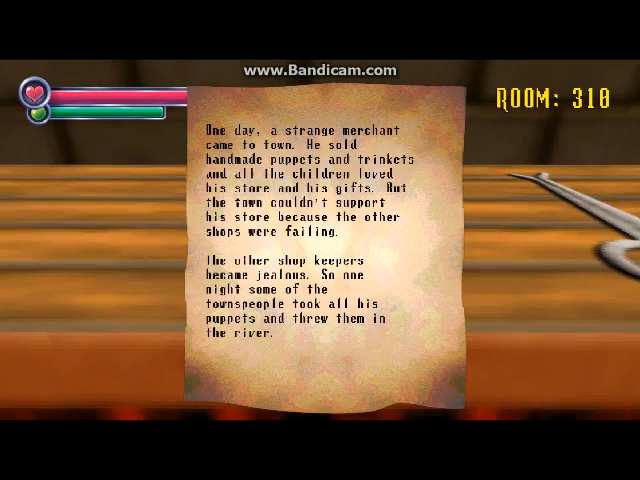 www.Bandicam.com
ROOM: 310
One day, a strange merchant
came to town. He sold
handmade puppets and trinkets
and all the children loved
his store and his gifts. But
the town couldn't support
his store because the other
shops were failing.
The other shop keepers
became jealous. So one
night some of the
townspeople took all his
puppets and threw them in
the river.